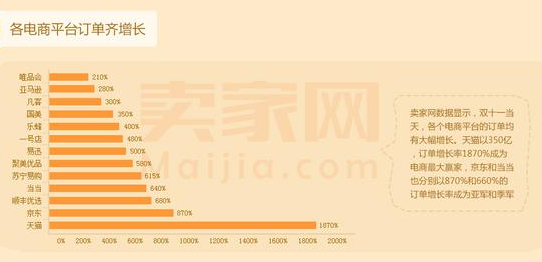 各电商平台订单齐增长
卖家网
Maijia.com
唯品会 210%
亚马逊 280%
凡客 300%
国美 350%
乐蜂 400%
一号店 480%
易迅 500%
聚美优品 580%
苏宁易购 615%
当当 640%
顺丰优选 680%
京东 870%
天猫 1870%
0% 200% 400% 600% 800% 1000% 1200% 1400% 1600% 1800% 2000%
卖家网数据显示，双十一当
天，各个电商平台的订单均
有大幅增长。天猫以350亿
，订单增长率1870%成为
电商最大赢家，京东和当当
也分别以870%和660%的
订单增长率成为亚军和季军